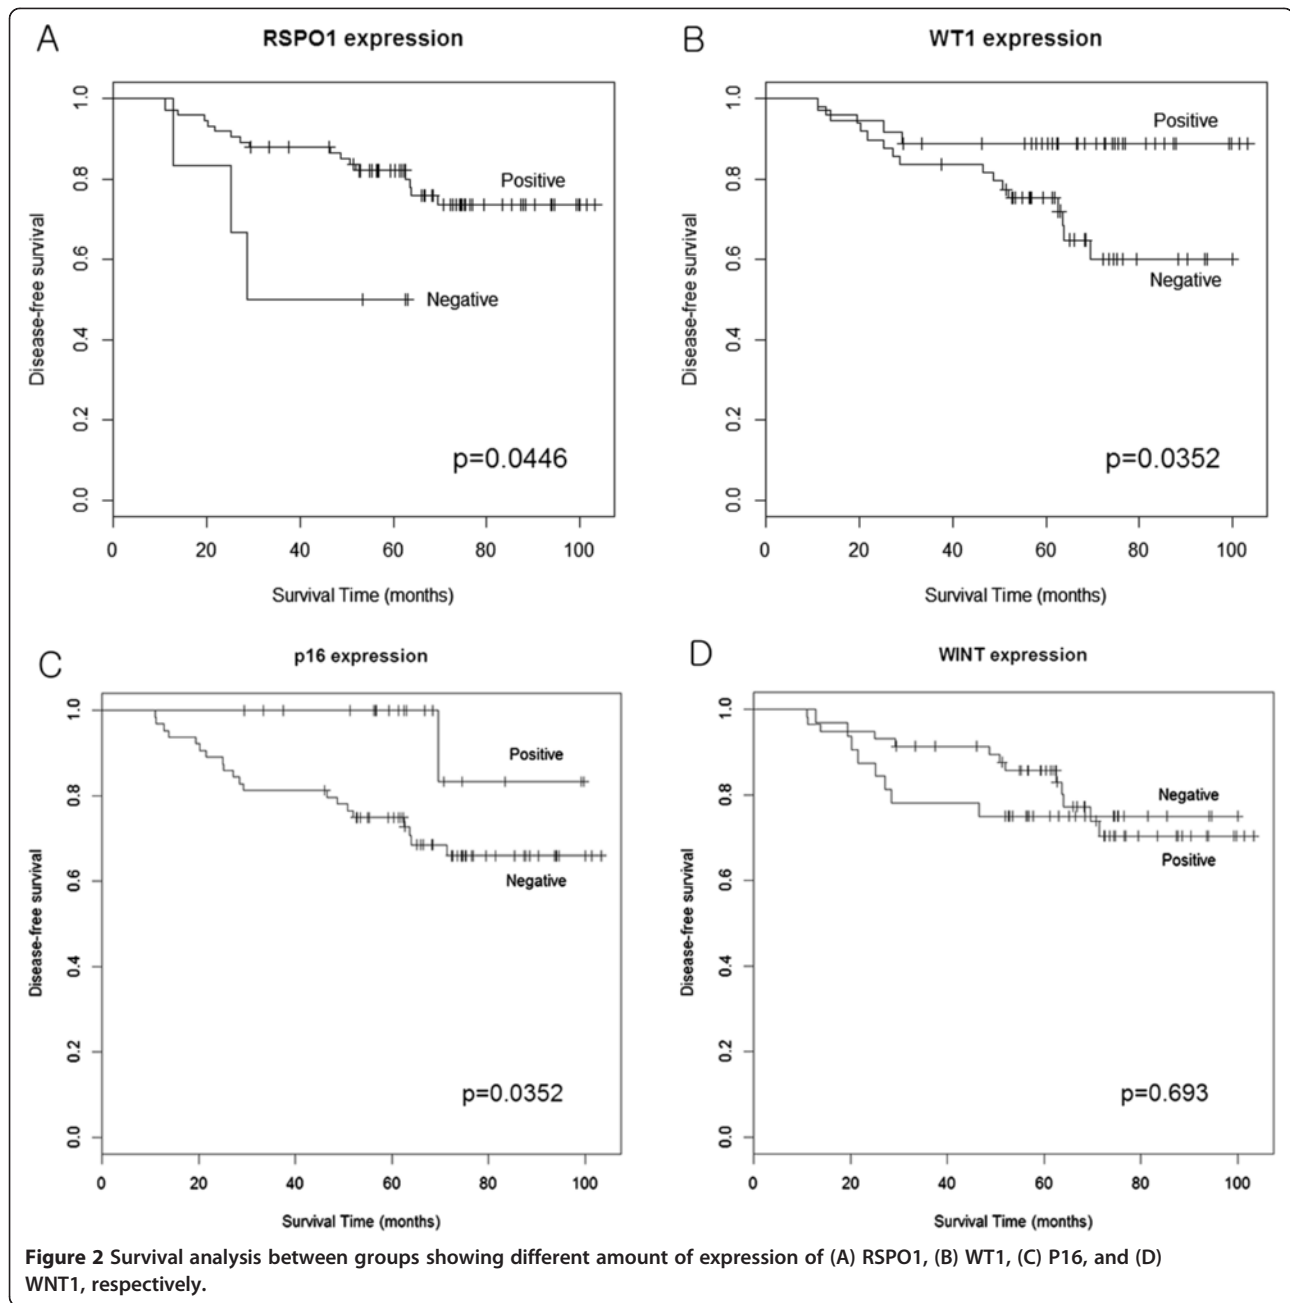 A
RSPO1 expression
Disease-free survival
0.0 0.2 0.4 0.6 0.8 1.0
Positive
Negative
p=0.0446
0 20 40 60 80 100
Survival Time (months)
B
WT1 expression
Disease-free survival
0.0 0.2 0.4 0.6 0.8 1.0
Positive
Negative
p=0.0352
0 20 40 60 80 100
Survival Time (months)
C
p16 expression
Disease-free survival
0.0 0.2 0.4 0.6 0.8 1.0
Positive
Negative
p=0.0352
0 20 40 60 80 100
Survival Time (months)
D
WINT expression
Disease-free survival
0.0 0.2 0.4 0.6 0.8 1.0
Negative
Positive
p=0.693
0 20 40 60 80 100
Survival Time (months)
Figure 2 Survival analysis between groups showing different amount of expression of (A) RSPO1, (B) WT1, (C) P16, and (D)
WNT1, respectively.